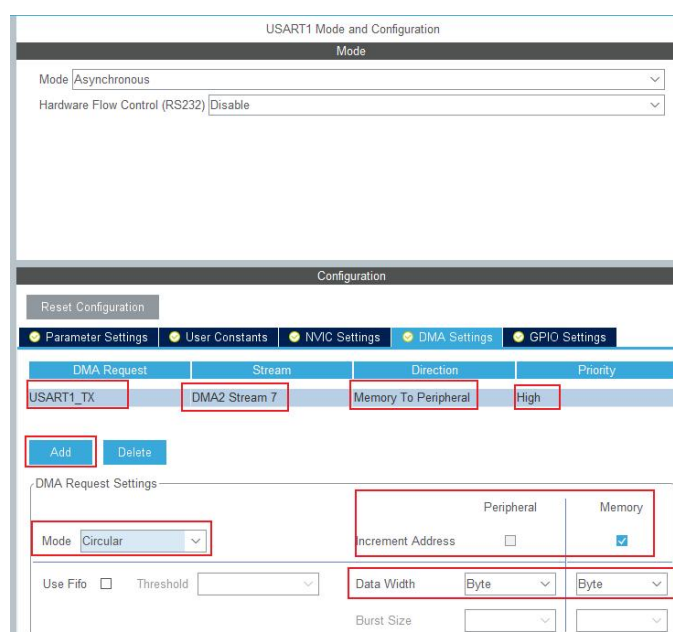 USART1 Mode and Configuration
Mode
Mode Asynchronous
Hardware Flow Control (RS232) Disable
Configuration
Reset Configuration
Parameter Settings User Constants NVIC Settings DMA Settings GPIO Settings
DMA Request Stream Direction Priority
USART1_TX DMA2 Stream 7 Memory To Peripheral High
Add Delete
DMA Request Settings
Peripheral Memory
Mode Circular Increment Address
Use Fifo Threshold Data Width Byte Byte
Burst Size